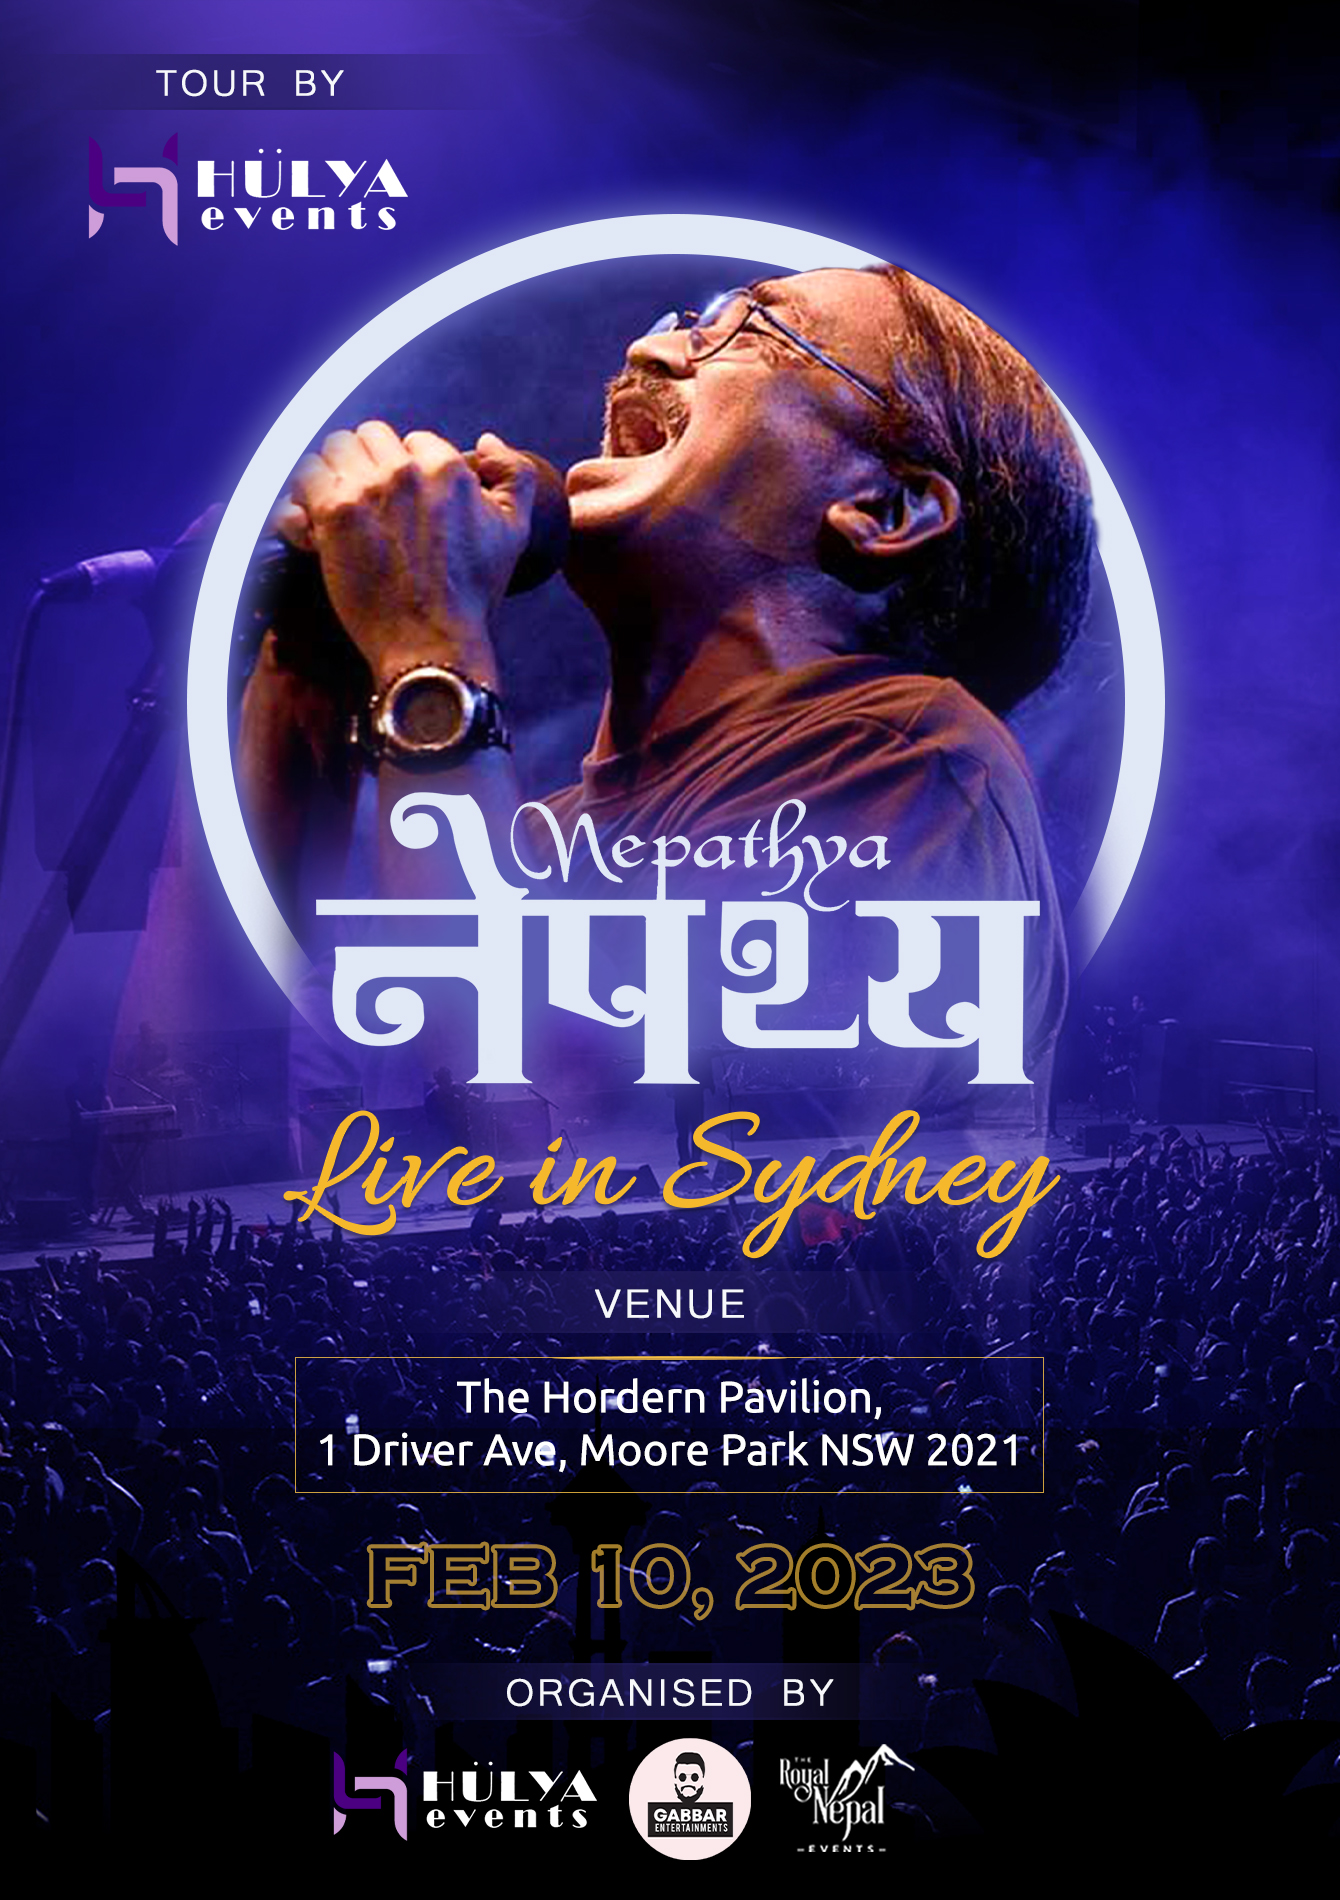 TOUR BY
HÜLYA
events
Nepathya
नेपथ्य
Live in Sydney
VENUE
The Hordern Pavilion,
1 Driver Ave, Moore Park NSW 2021
FEB 10, 2023
ORGANISED BY
HÜLYA
events
GABBAR
ENTERTAINMENTS
THE
Royal
Nepal
-EVENTS-